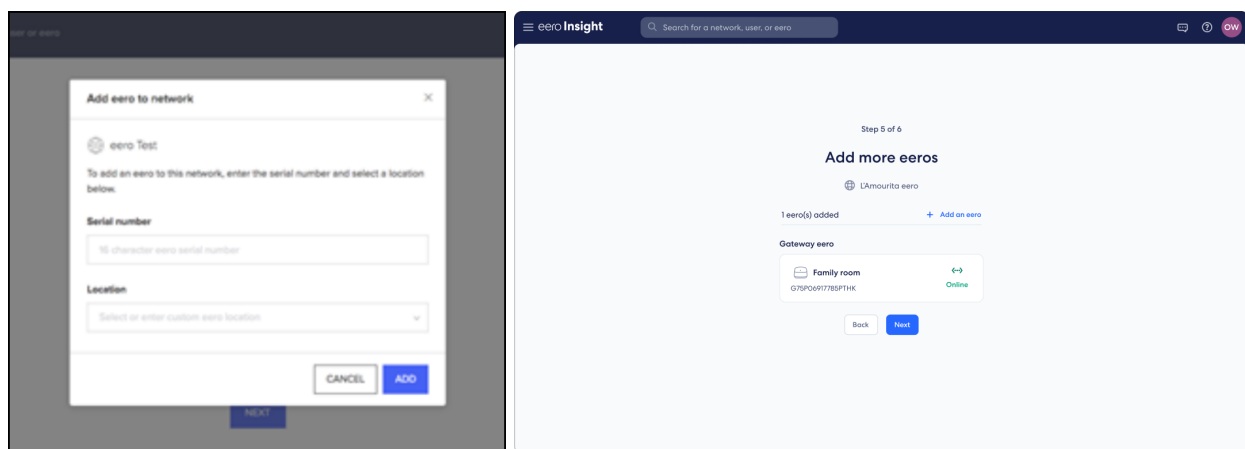 user or eero
Add eero to network
eero Test
To add an eero to this network, enter the serial number and select a location
below.
Serial number
16 character eero serial number
Location
Select or enter custom eero location
CANCEL
ADD
NEXT
eero Insight
Search for a network, user, or eero
OW
Step 5 of 6
Add more eeros
L'Amourita eero
1 eero(s) added
+ Add an eero
Gateway eero
Family room
Online
G75P06917785PTHK
Back
Next